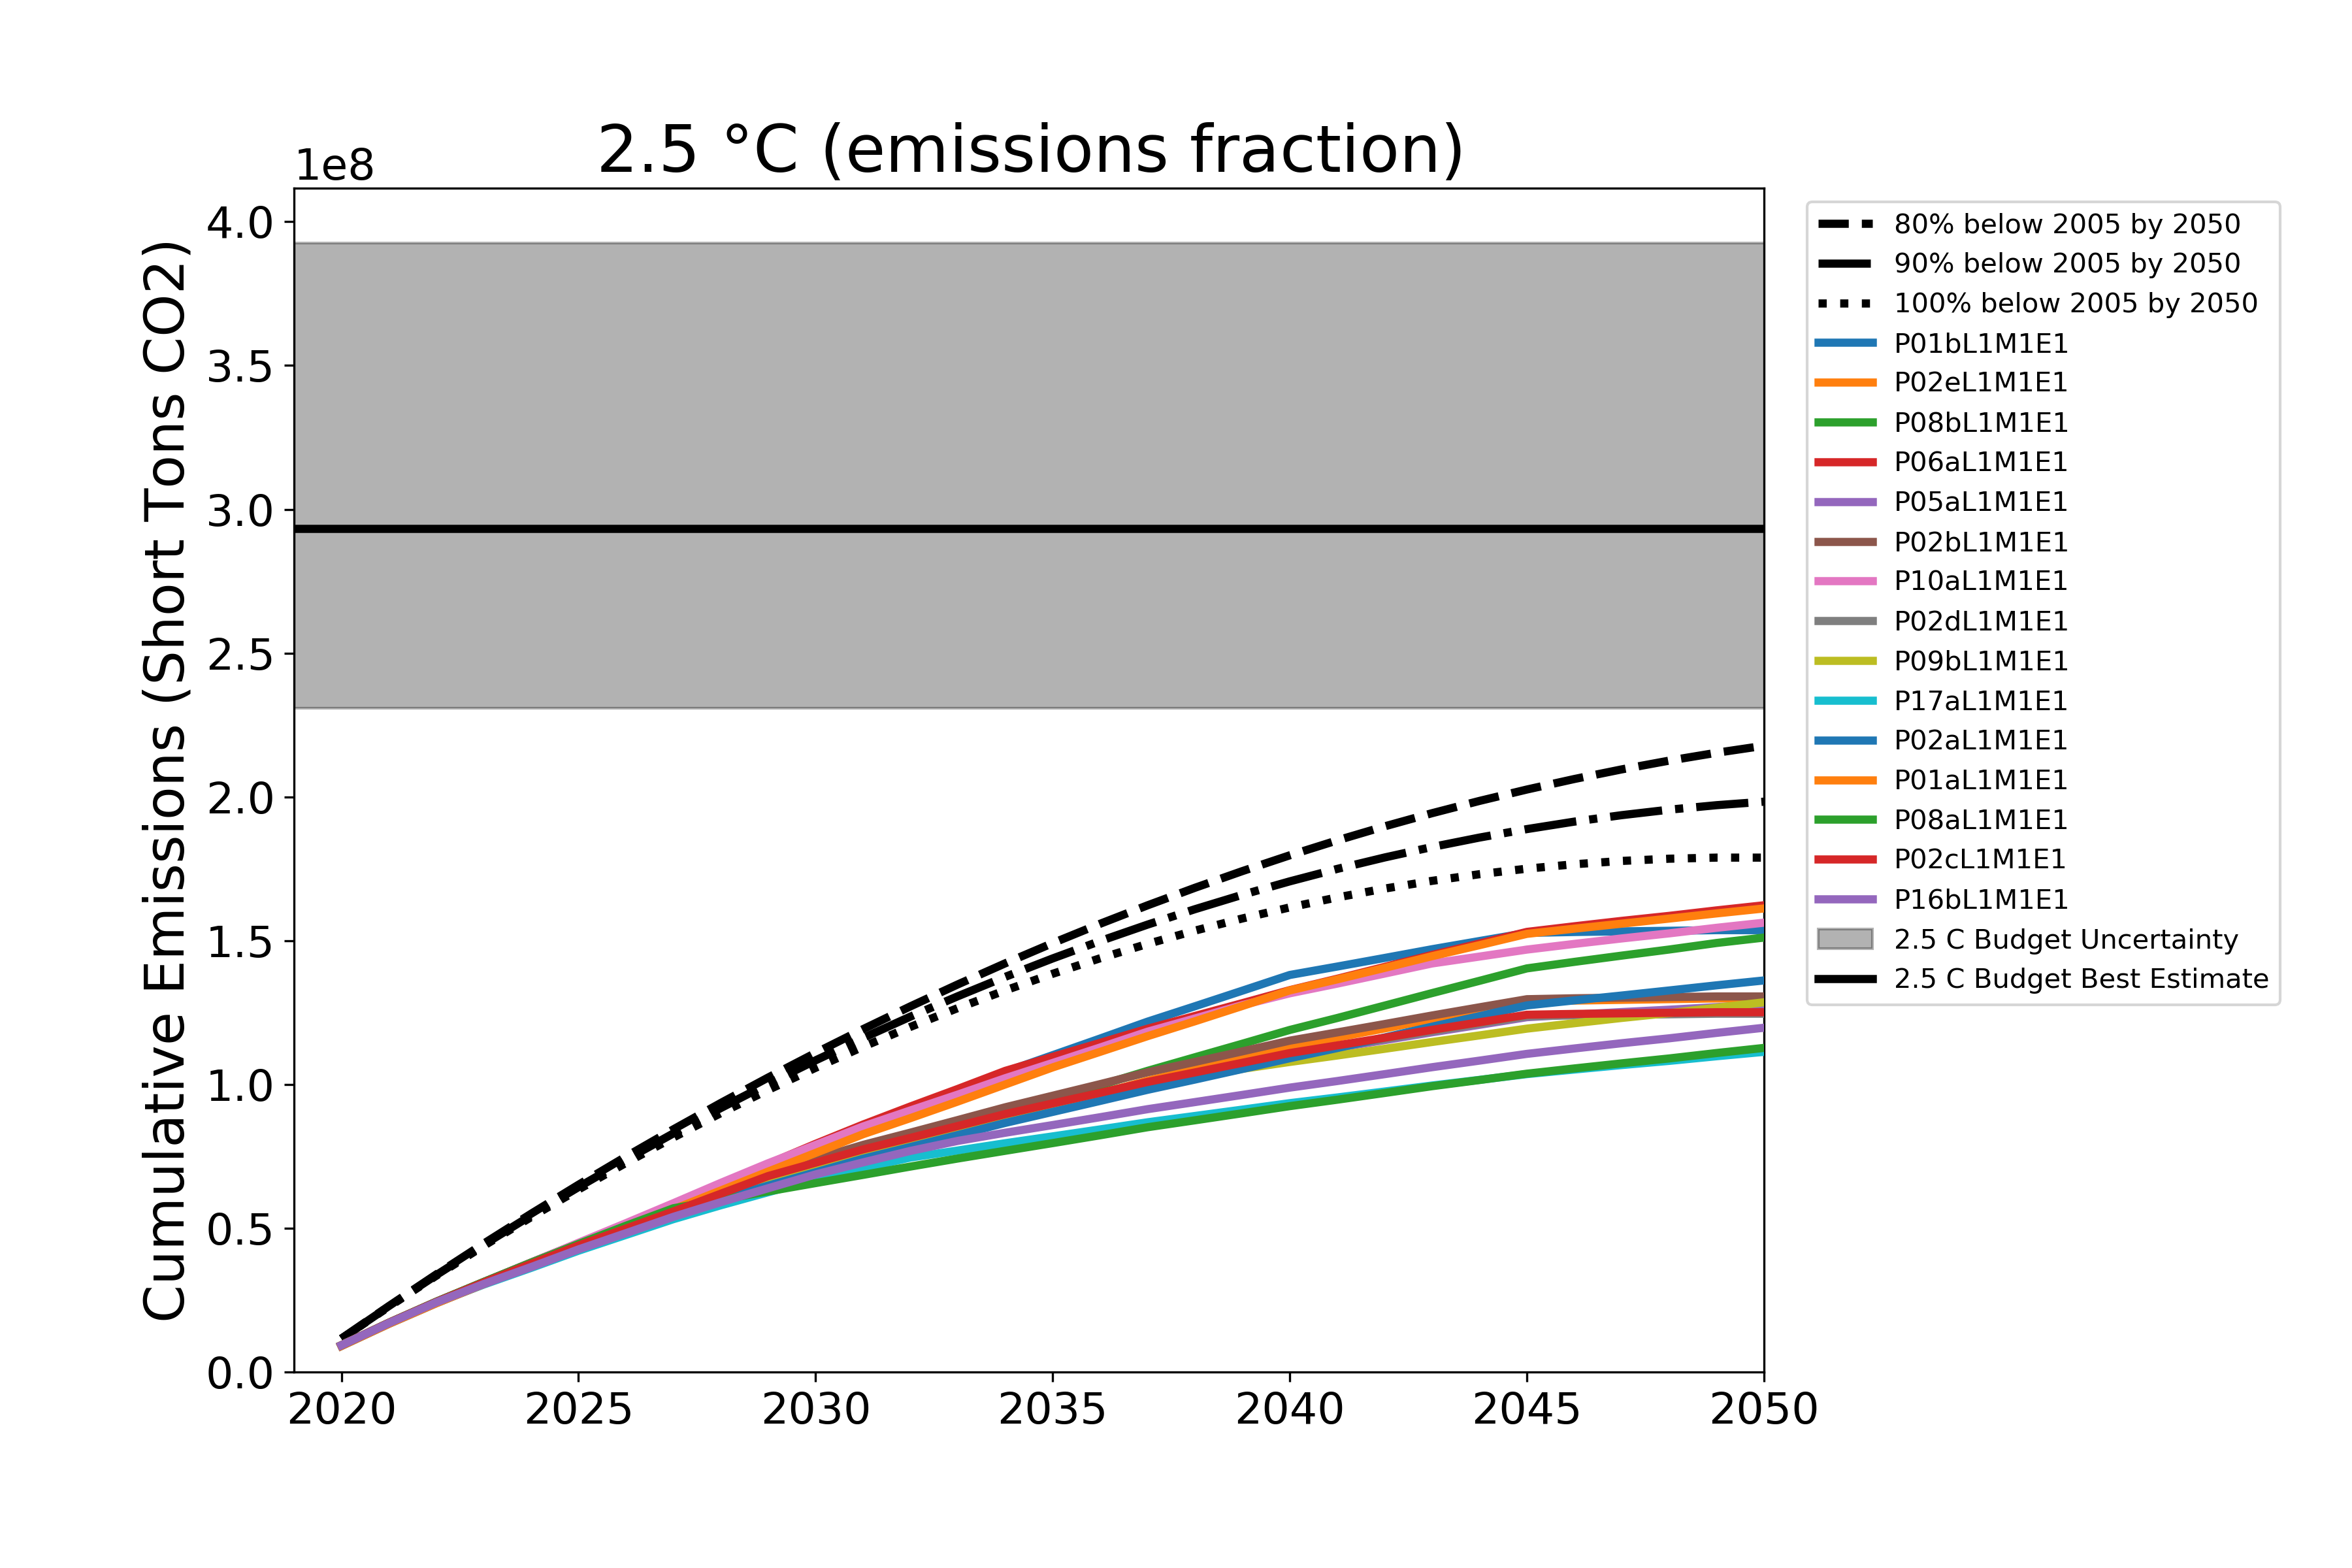 2.5 °C (emissions fraction)
1e8
Cumulative Emissions (Short Tons CO2)
4.0
3.5
3.0
2.5
2.0
1.5
1.0
0.5
0.0
2020 2025 2030 2035 2040 2045 2050
80% below 2005 by 2050
90% below 2005 by 2050
100% below 2005 by 2050
P01bL1M1E1
P02eL1M1E1
P08bL1M1E1
P06aL1M1E1
P05aL1M1E1
P02bL1M1E1
P10aL1M1E1
P02dL1M1E1
P09bL1M1E1
P17aL1M1E1
P02aL1M1E1
P01aL1M1E1
P08aL1M1E1
P02cL1M1E1
P16bL1M1E1
2.5 C Budget Uncertainty
2.5 C Budget Best Estimate